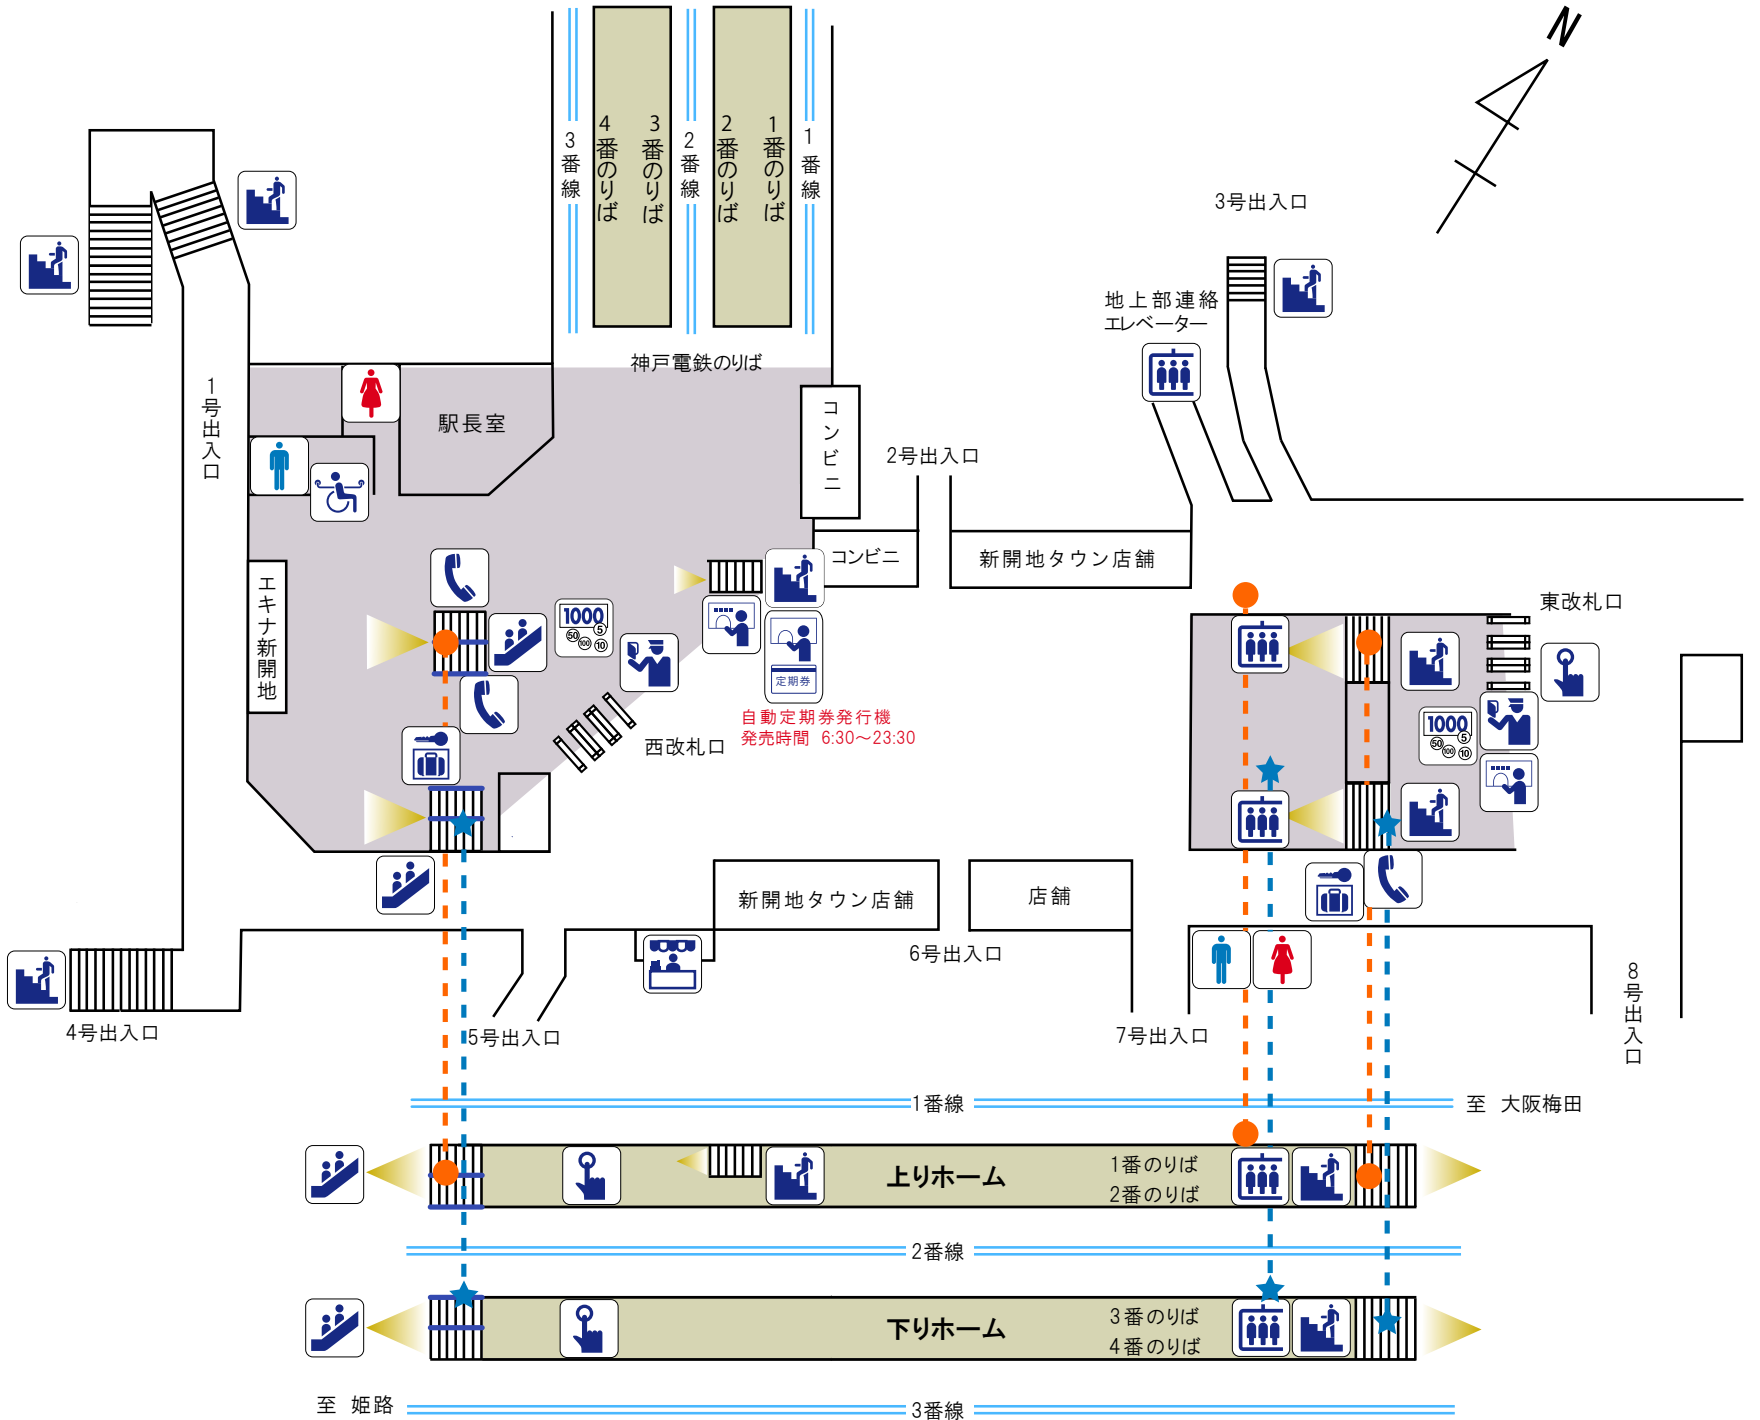 N
3番線
4番のりば
3番のりば
2番線
2番のりば
1番のりば
1番線
3号出入口
地上部連絡
エレベーター
神戸電鉄のりば
1号出入口
駅長室
コンビニ
2号出入口
コンビニ
新開地タウン店舗
エキナ新開地
東改札口
1000
5
50
100
10
定期券
自動定期券発行機
発売時間 6:30～23:30
西改札口
1000
5
50
100
10
新開地タウン店舗
店舗
6号出入口
4号出入口
5号出入口
7号出入口
8号出入口
1番線
至 大阪梅田
上りホーム
1番のりば
2番のりば
2番線
下りホーム
3番のりば
4番のりば
至 姫路
3番線